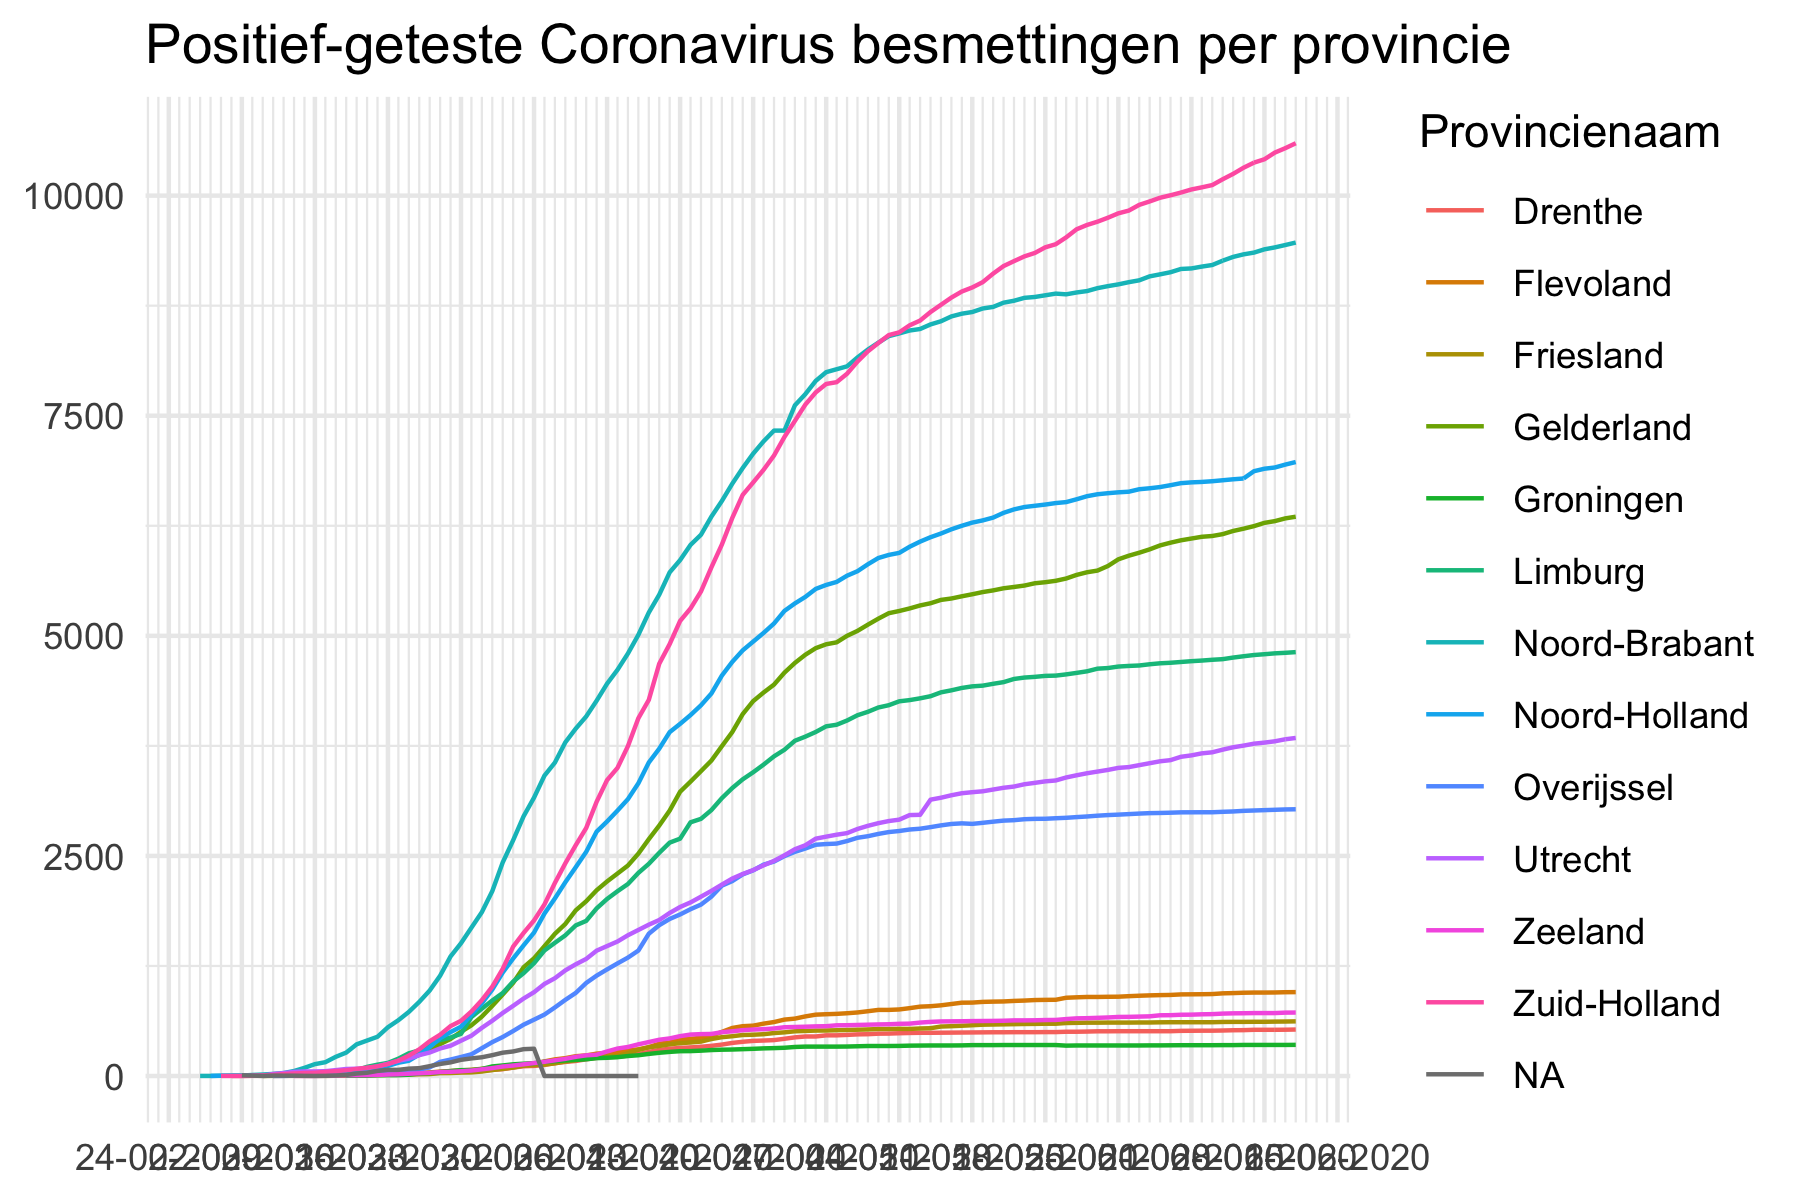 Positief-geteste Coronavirus besmettingen per provincie
10000
7500
5000
2500
0
Provincienaam
Drenthe
Flevoland
Friesland
Gelderland
Groningen
Limburg
Noord-Brabant
Noord-Holland
Overijssel
Utrecht
Zeeland
Zuid-Holland
NA